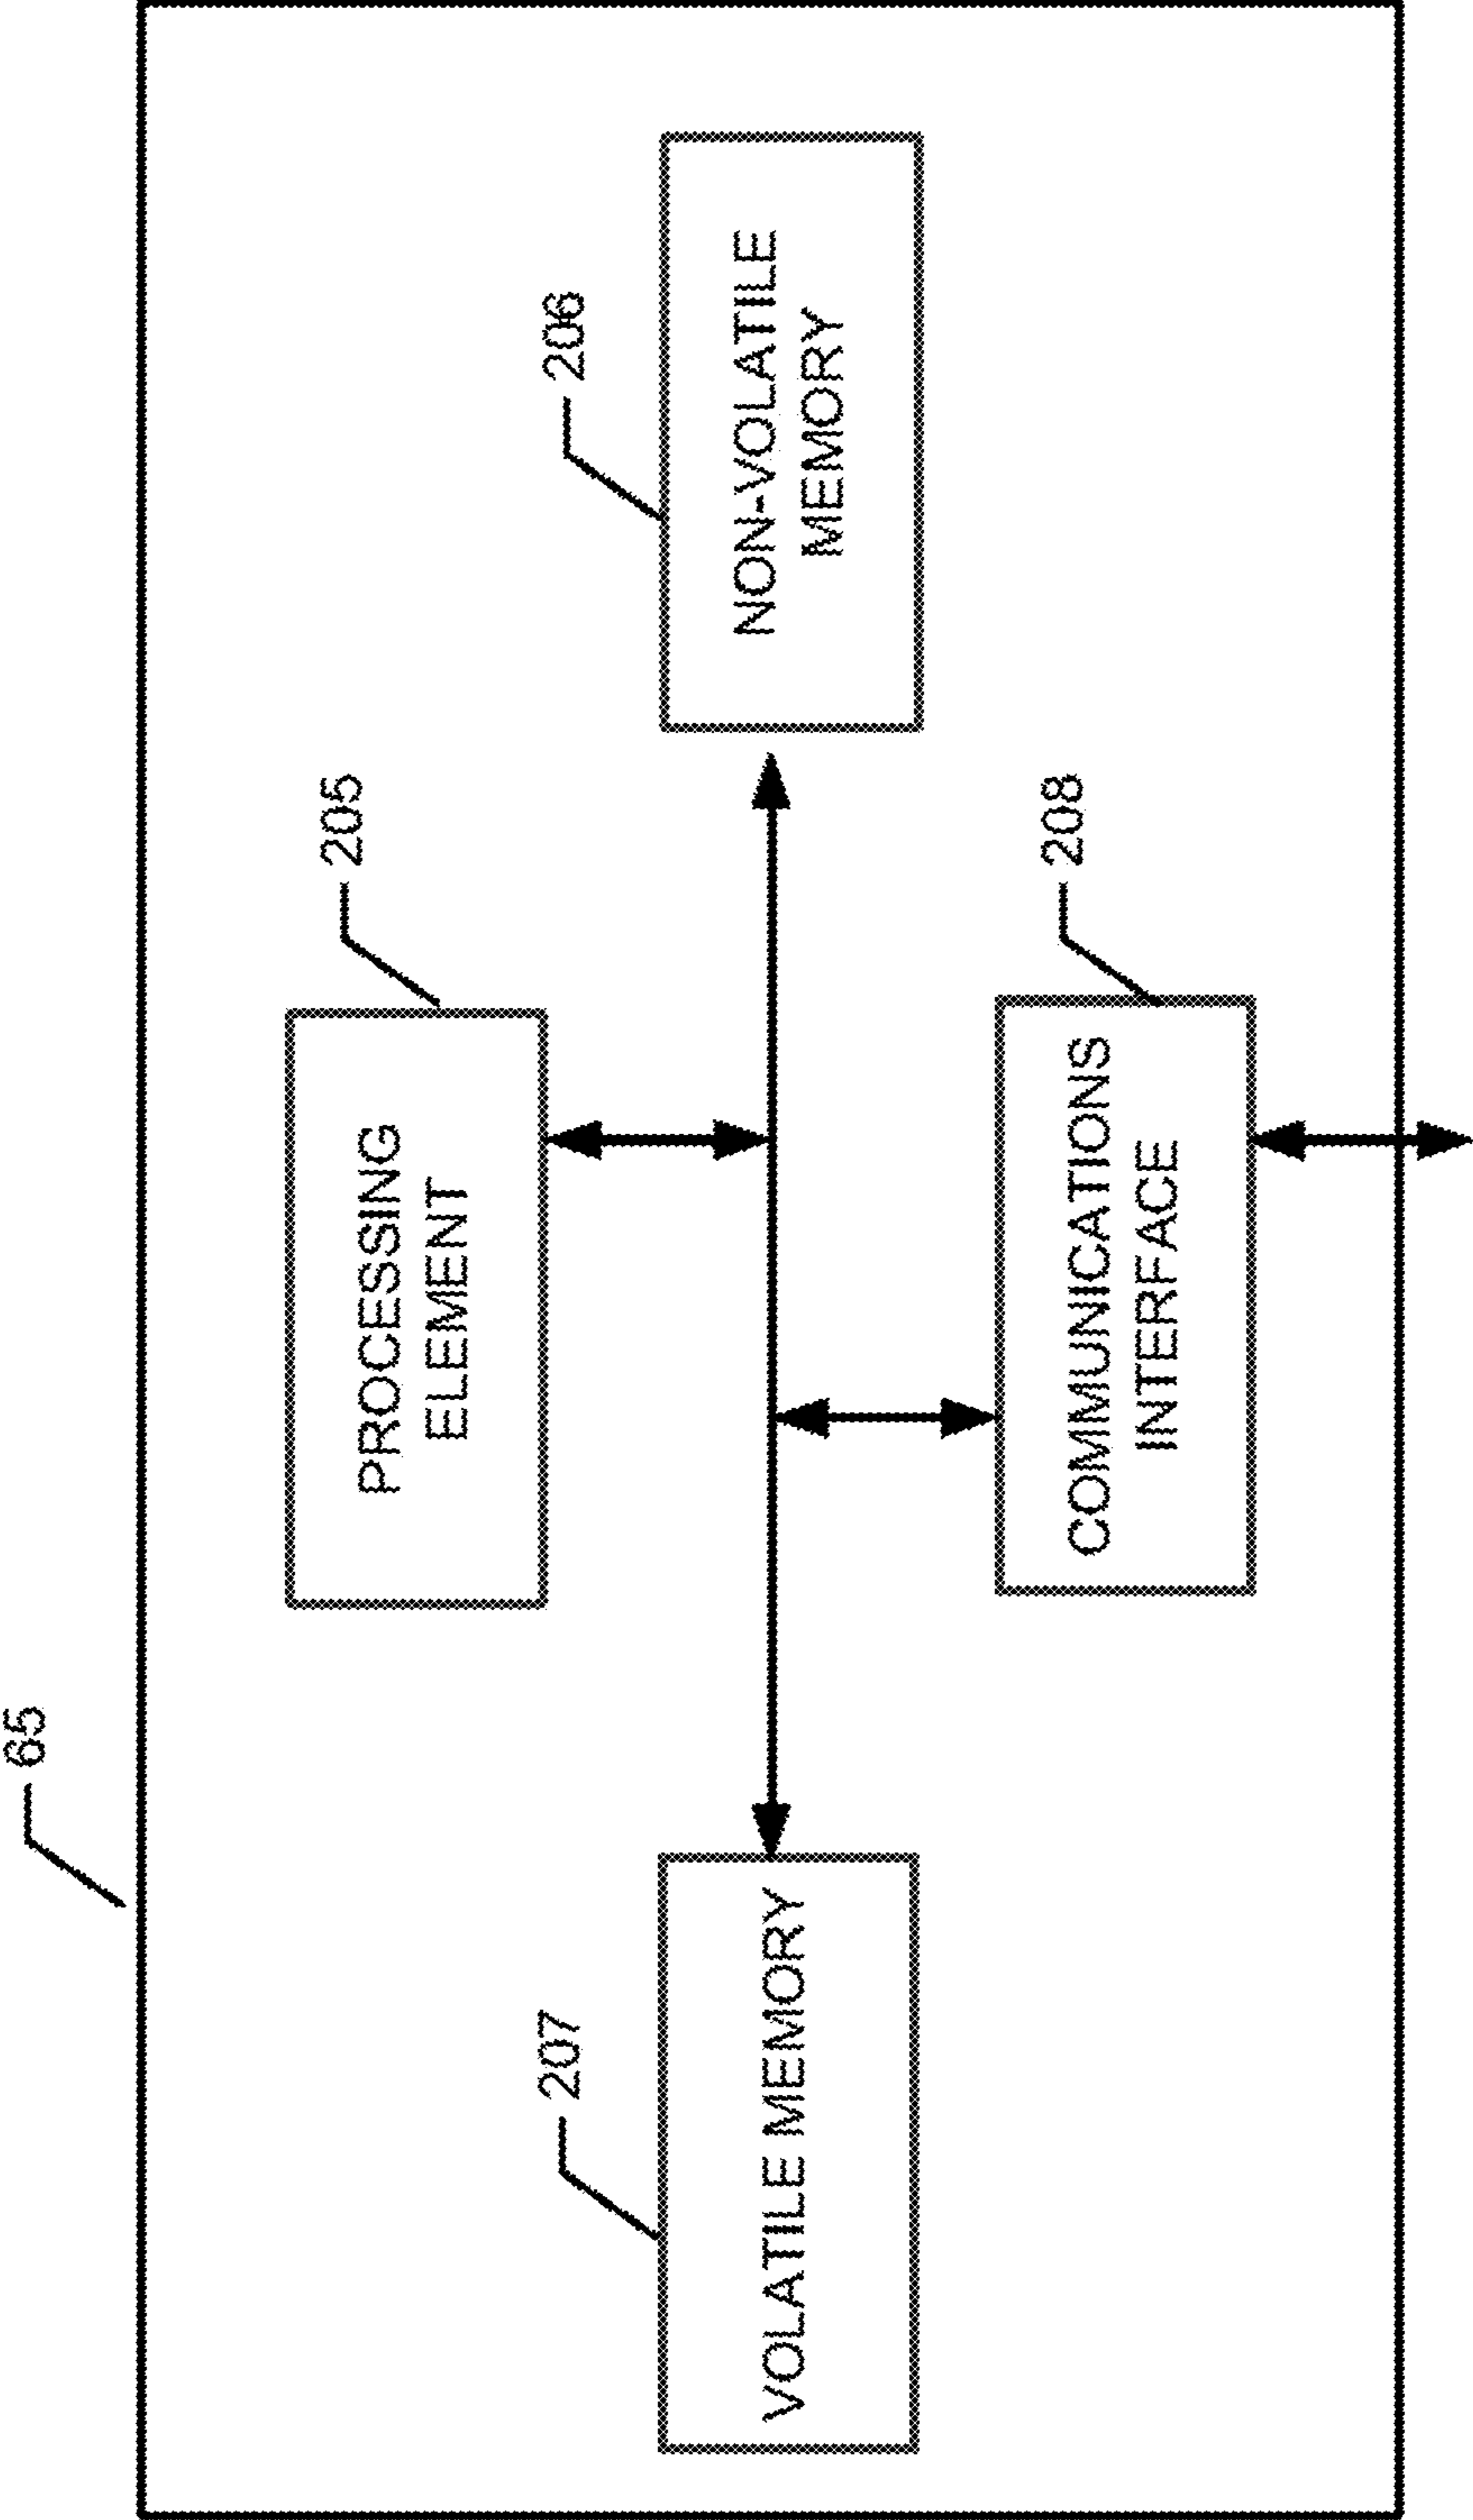 65
205
PROCESSING
ELEMENT
207
VOLATILE MEMORY
206
NON-VOLATILE
MEMORY
208
COMMUNICATIONS
INTERFACE